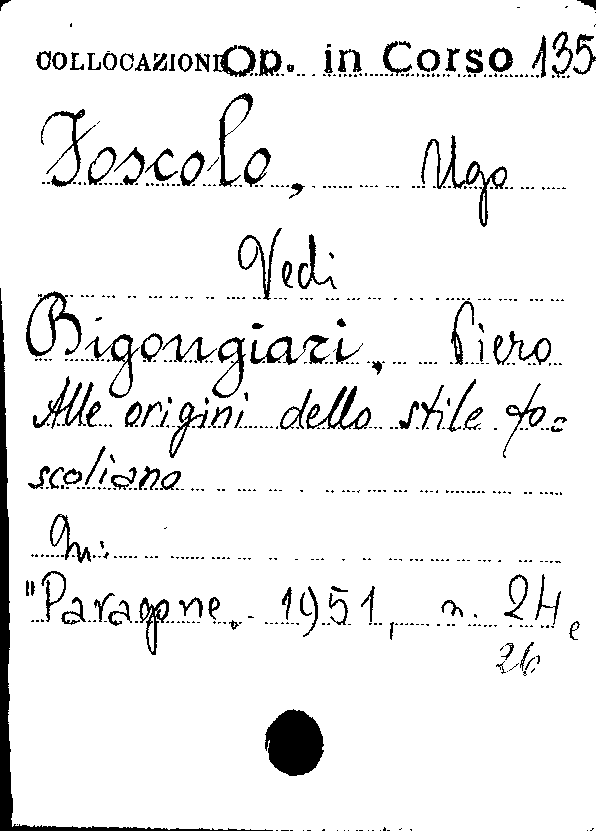 COLLOCAZIONE Op. in Corso 135
Foscolo, Ugo
Vedi
Bigongiari, Piero
Alle origini dello stile fo=
scoliano
In:
"Paragone. 1951, n. 24 e
26